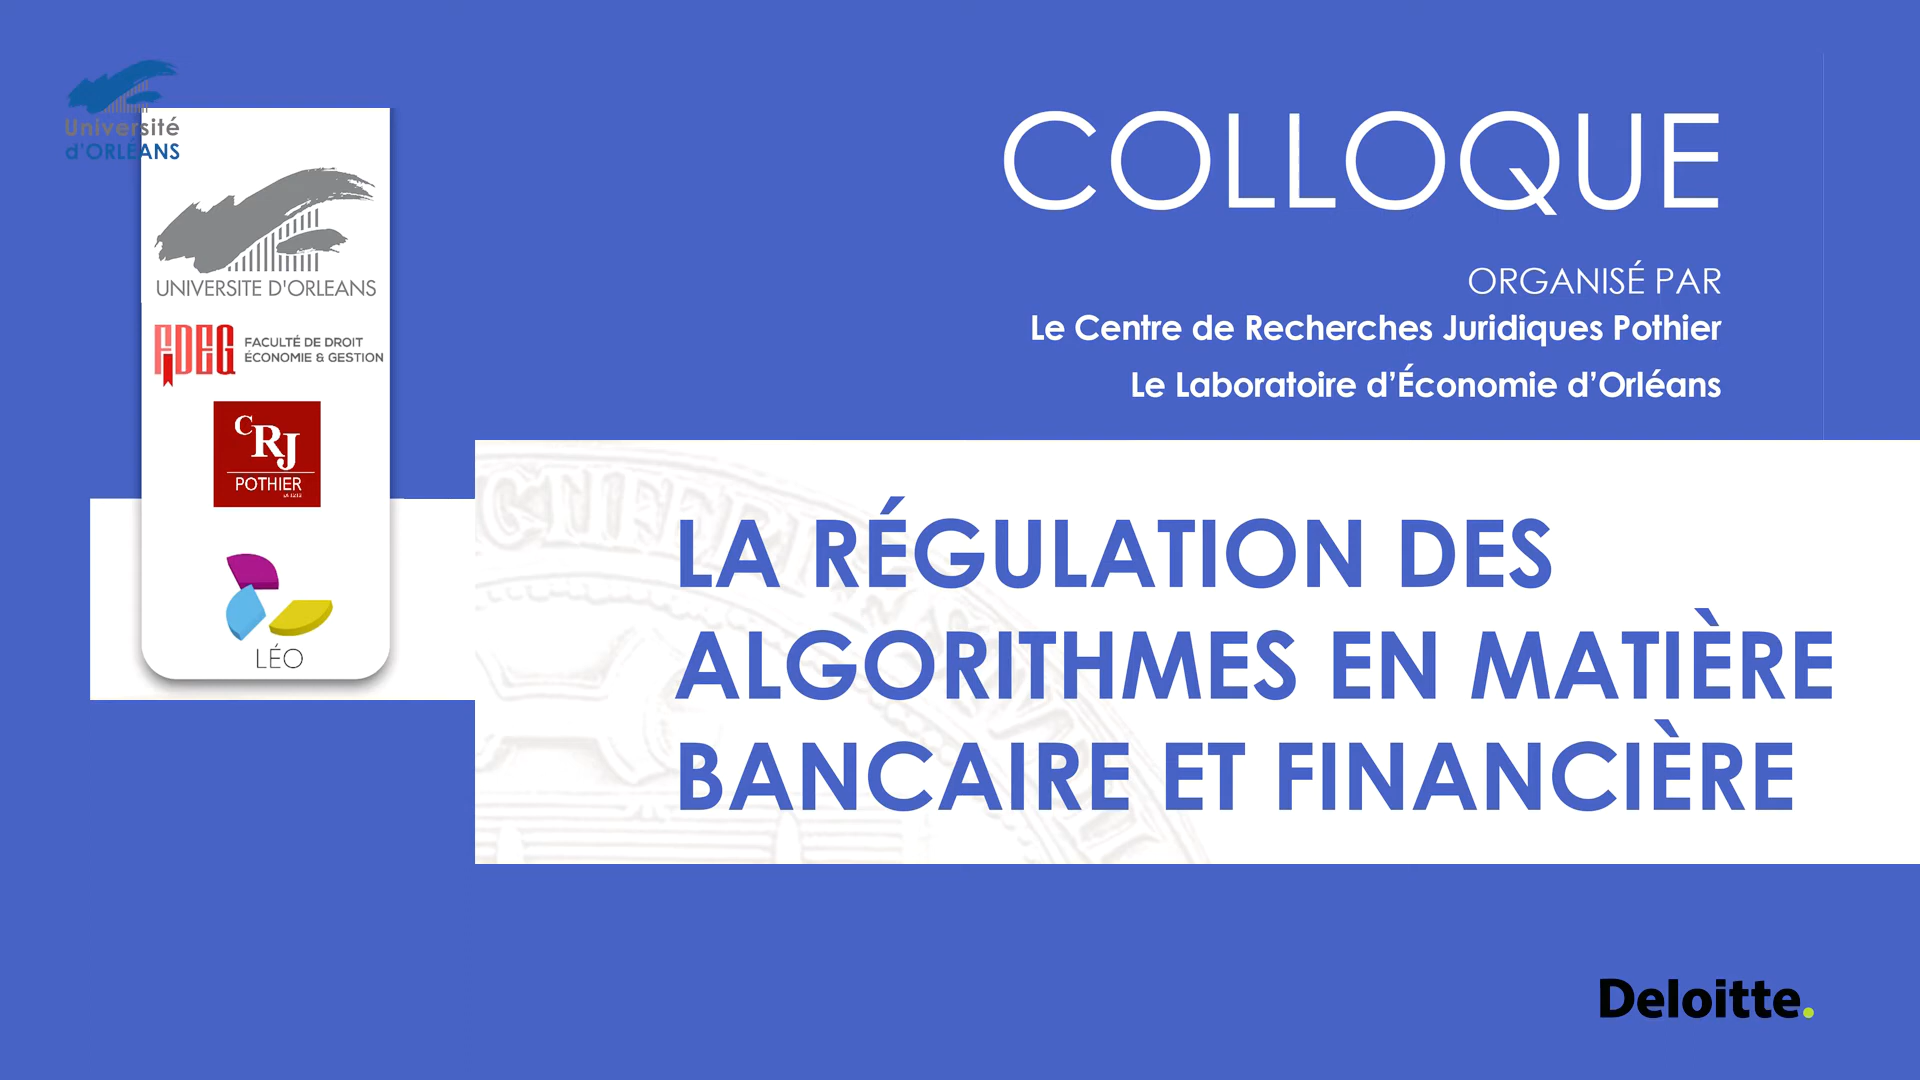 Université
d'ORLÉANS
UNIVERSITE D'ORLEANS
FDEG
FACULTÉ DE DROIT
ÉCONOMIE & GESTION
CRJ
POTHIER
LÉO
COLLOQUE
ORGANISÉ PAR
Le Centre de Recherches Juridiques Pothier
Le Laboratoire d'Économie d'Orléans
LA RÉGULATION DES
ALGORITHMES EN MATIÈRE
BANCAIRE ET FINANCIÈRE
Deloitte.